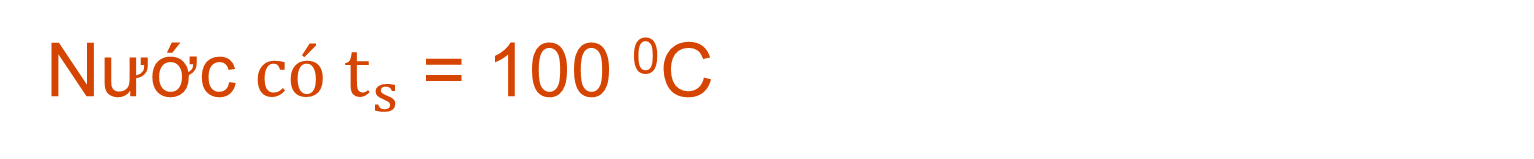 Nước có tₛ = 100 ⁰C